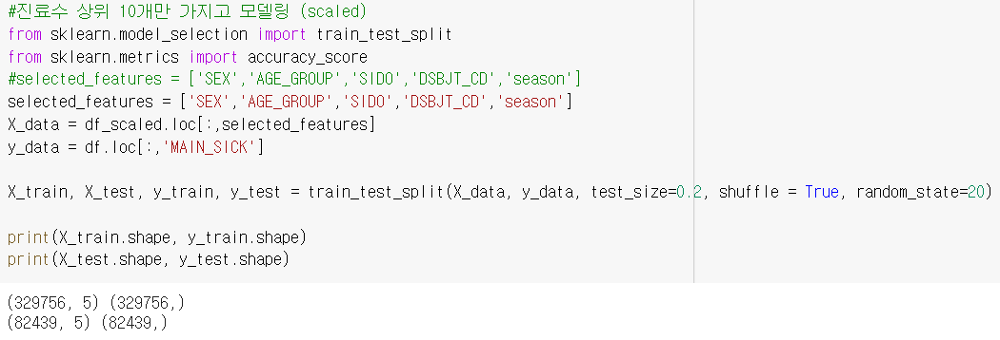 #진료수 상위 10개만 가지고 모델링 (scaled)
from sklearn.model_selection import train_test_split
from sklearn.metrics import accuracy_score
#selected_features = ['SEX','AGE_GROUP','SIDO','DSBJT_CD','season']
selected_features = ['SEX','AGE_GROUP','SIDO','DSBJT_CD','season']
X_data = df_scaled.loc[:,selected_features]
y_data = df.loc[:,'MAIN_SICK']
X_train, X_test, y_train, y_test = train_test_split(X_data, y_data, test_size=0.2, shuffle = True, random_state=20)
print(X_train.shape, y_train.shape)
print(X_test.shape, y_test.shape)
(329756, 5) (329756,)
(82439, 5) (82439,)